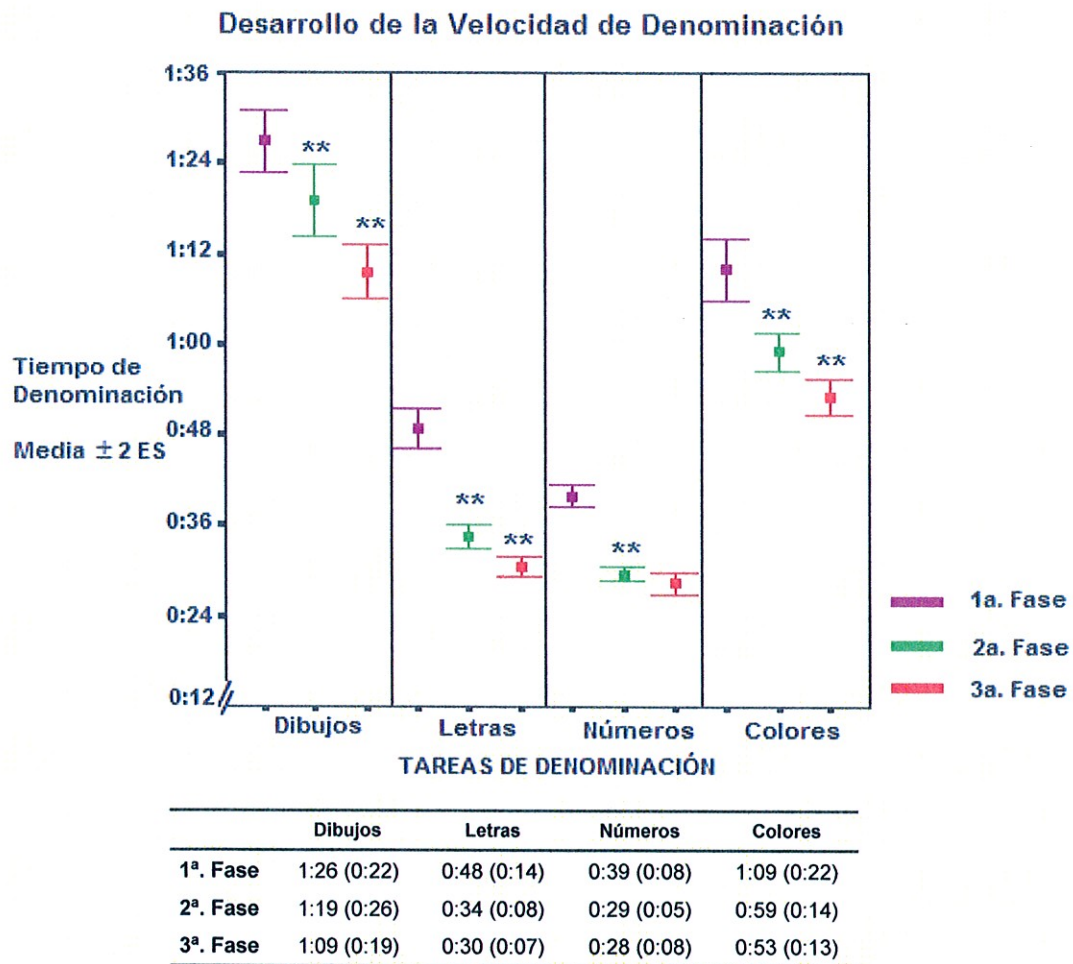 Desarrollo de la Velocidad de Denominación
1:36
1:24
1:12
1:00
0:48
0:36
0:24
0:12
Tiempo de
Denominación
Media ± 2 ES
**
**
**
**
**
**
**
1a. Fase
2a. Fase
3a. Fase
Dibujos Letras Números Colores
TAREAS DE DENOMINACIÓN
Dibujos Letras Números Colores
1ª. Fase 1:26 (0:22) 0:48 (0:14) 0:39 (0:08) 1:09 (0:22)
2ª. Fase 1:19 (0:26) 0:34 (0:08) 0:29 (0:05) 0:59 (0:14)
3ª. Fase 1:09 (0:19) 0:30 (0:07) 0:28 (0:08) 0:53 (0:13)